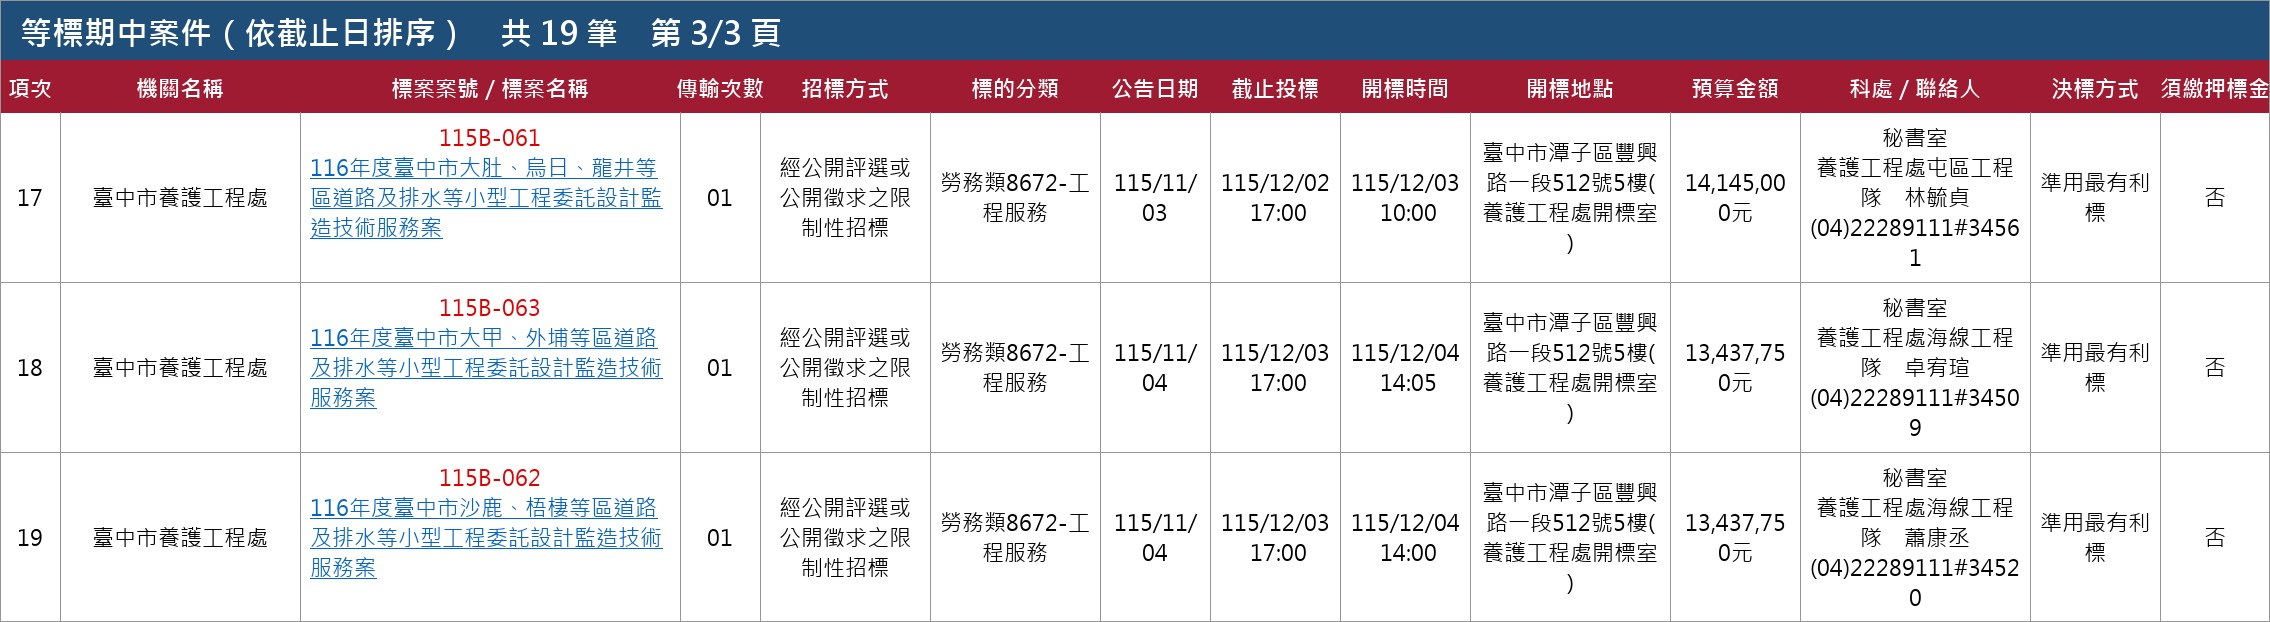 等標期中案件（依截止日排序）　共 19 筆　第 3/3 頁
項次 機關名稱 標案案號 / 標案名稱 傳輸次數 招標方式 標的分類 公告日期 截止投標 開標時間 開標地點 預算金額 科處 / 聯絡人 決標方式 須繳押標金
17
臺中市養護工程處
115B-061
116年度臺中市大肚、烏日、龍井等
區道路及排水等小型工程委託設計監
造技術服務案
01
經公開評選或
公開徵求之限
制性招標
勞務類8672-工
程服務
115/11/
03
115/12/02
17:00
115/12/03
10:00
臺中市潭子區豐興
路一段512號5樓(
養護工程處開標室
)
14,145,00
0元
秘書室
養護工程處屯區工程
隊　林毓貞
(04)22289111#3456
1
準用最有利
標
否
18
臺中市養護工程處
115B-063
116年度臺中市大甲、外埔等區道路
及排水等小型工程委託設計監造技術
服務案
01
經公開評選或
公開徵求之限
制性招標
勞務類8672-工
程服務
115/11/
04
115/12/03
17:00
115/12/04
14:05
臺中市潭子區豐興
路一段512號5樓(
養護工程處開標室
)
13,437,75
0元
秘書室
養護工程處海線工程
隊　卓宥瑄
(04)22289111#3450
9
準用最有利
標
否
19
臺中市養護工程處
115B-062
116年度臺中市沙鹿、梧棲等區道路
及排水等小型工程委託設計監造技術
服務案
01
經公開評選或
公開徵求之限
制性招標
勞務類8672-工
程服務
115/11/
04
115/12/03
17:00
115/12/04
14:00
臺中市潭子區豐興
路一段512號5樓(
養護工程處開標室
)
13,437,75
0元
秘書室
養護工程處海線工程
隊　蕭康丞
(04)22289111#3452
0
準用最有利
標
否